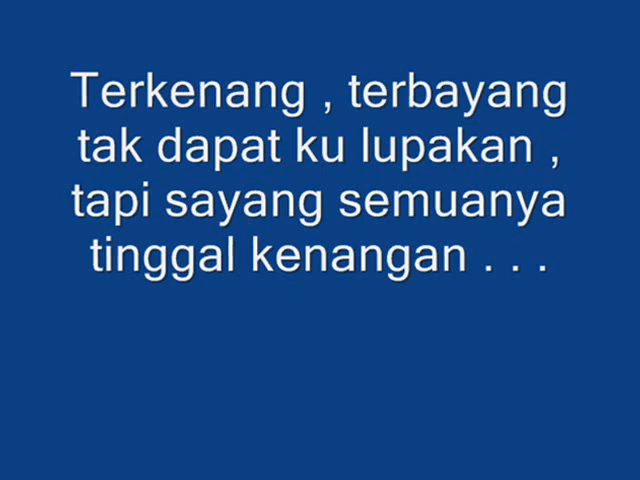 Terkenang , terbayang
tak dapat ku lupakan ,
tapi sayang semuanya
tinggal kenangan . . .